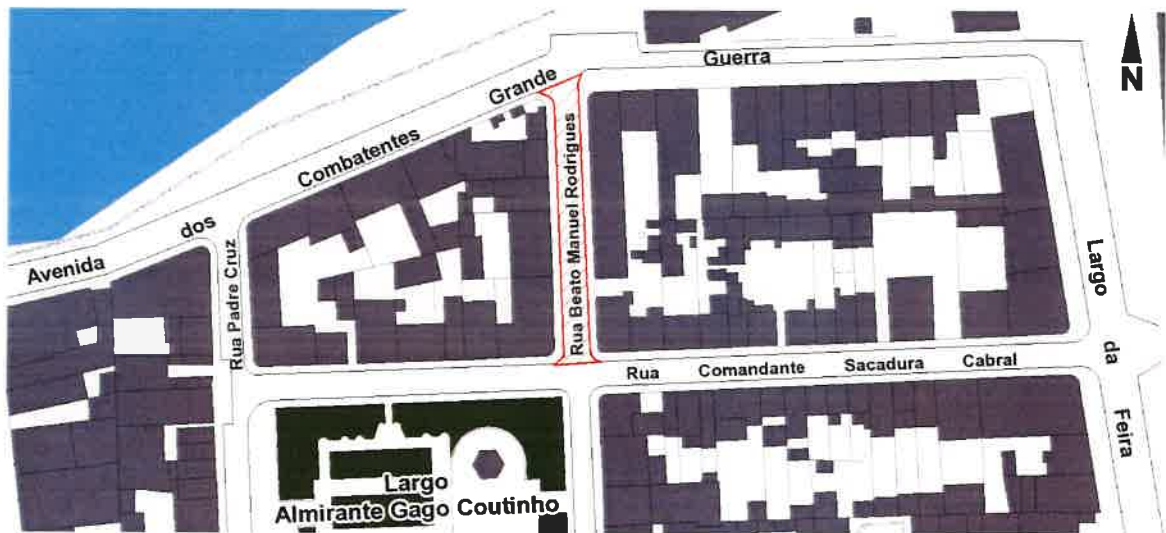 Avenida dos Combatentes Grande Guerra
N
Rua Padre Cruz
Rua Beato Manuel Rodrigues
Largo da Feira
Rua Comandante Sacadura Cabral
Largo
Almirante Gago Coutinho